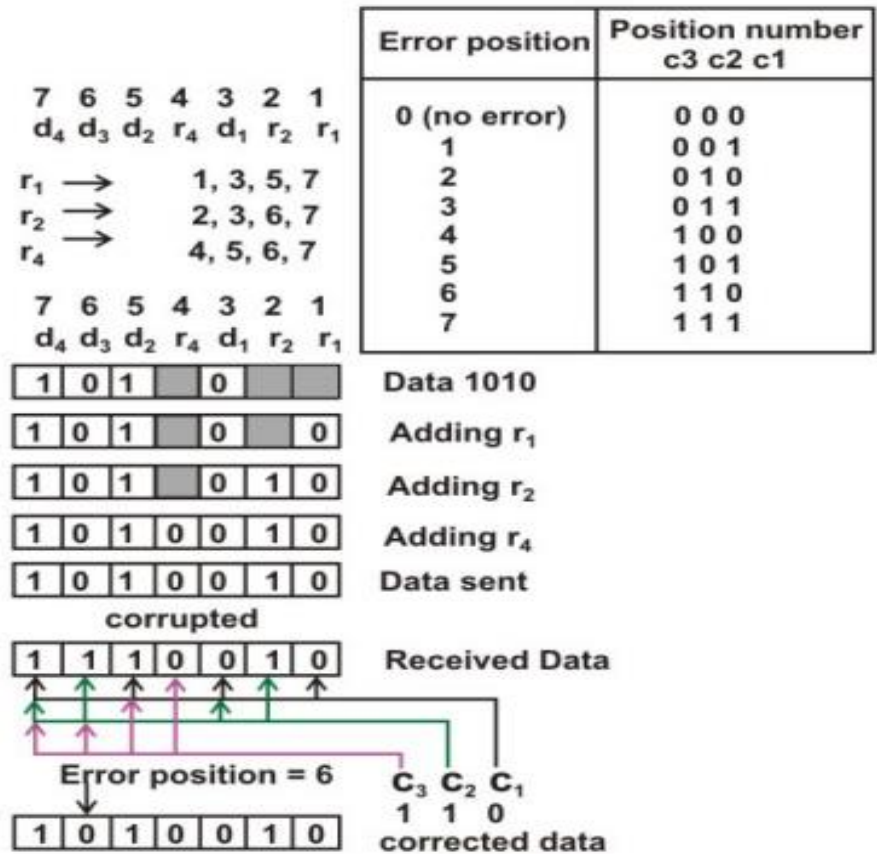 Error position Position number
c3 c2 c1
0 (no error) 0 0 0
1 0 0 1
2 0 1 0
3 0 1 1
4 1 0 0
5 1 0 1
6 1 1 0
7 1 1 1
7 6 5 4 3 2 1
d₄ d₃ d₂ r₄ d₁ r₂ r₁
r₁ → 1, 3, 5, 7
r₂ → 2, 3, 6, 7
r₄ → 4, 5, 6, 7
7 6 5 4 3 2 1
d₄ d₃ d₂ r₄ d₁ r₂ r₁
1 0 1 0 Data 1010
1 0 1 0 0 Adding r₁
1 0 1 0 1 0 Adding r₂
1 0 1 0 0 1 0 Adding r₄
1 0 1 0 0 1 0 Data sent
corrupted
1 1 1 0 0 1 0 Received Data
Error position = 6 C₃ C₂ C₁
1 1 0
1 0 1 0 0 1 0 corrected data